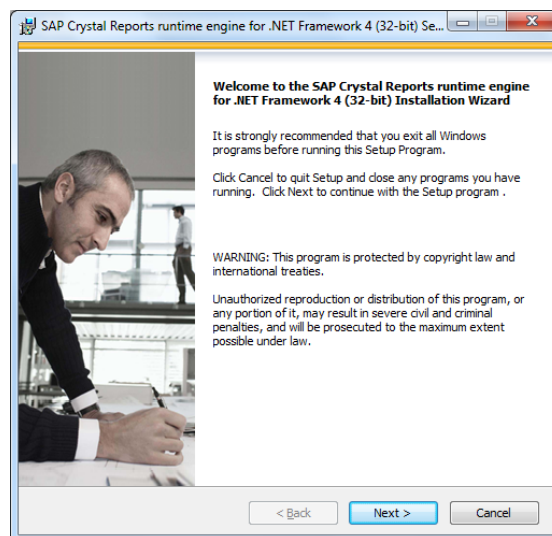 SAP Crystal Reports runtime engine for .NET Framework 4 (32-bit) Se...
Welcome to the SAP Crystal Reports runtime engine
for .NET Framework 4 (32-bit) Installation Wizard
It is strongly recommended that you exit all Windows
programs before running this Setup Program.
Click Cancel to quit Setup and close any programs you have
running. Click Next to continue with the Setup program .
WARNING: This program is protected by copyright law and
international treaties.
Unauthorized reproduction or distribution of this program, or
any portion of it, may result in severe civil and criminal
penalties, and will be prosecuted to the maximum extent
possible under law.
< Back Next > Cancel